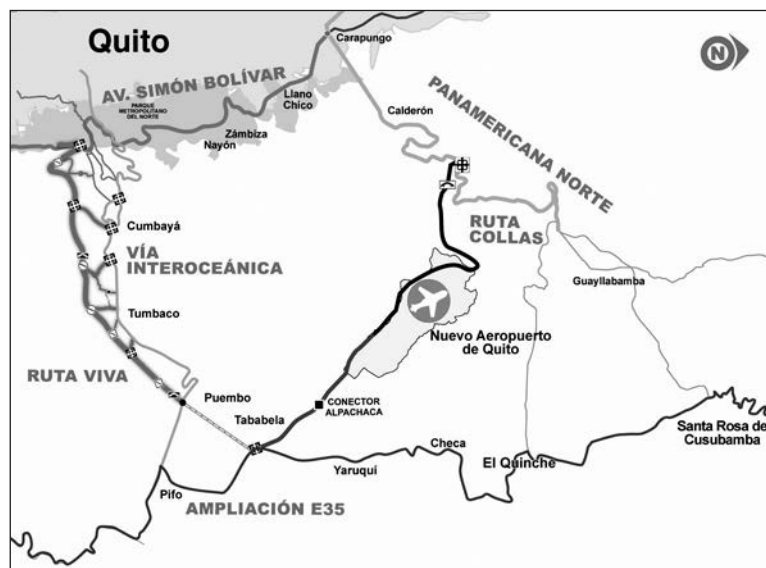 Quito
Carapungo
N
AV. SIMÓN BOLÍVAR
PARQUE
METROPOLITANO
DEL NORTE
Llano
Chico
Zámbiza
Nayón
Calderón
PANAMERICANA NORTE
RUTA
COLLAS
Cumbayá
VÍA
INTEROCEÁNICA
Guayllabamba
Tumbaco
Nuevo Aeropuerto
de Quito
RUTA VIVA
Puembo
CONECTOR
ALPACHACA
Tababela
Santa Rosa de
Cusubamba
Checa
El Quinche
Yaruquí
Pifo
AMPLIACIÓN E35